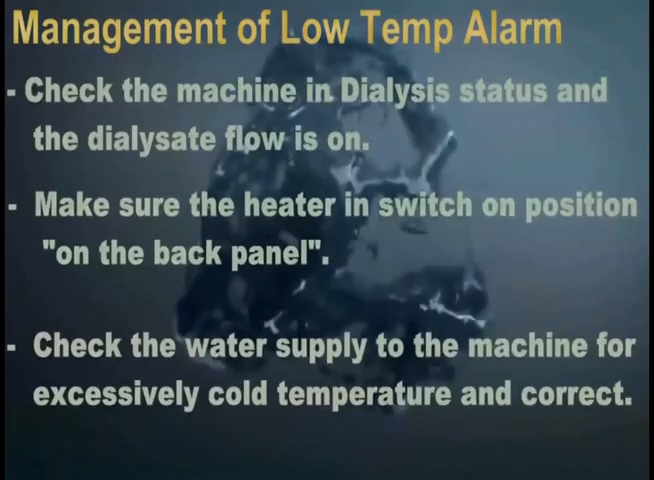 Management of Low Temp Alarm
- Check the machine in Dialysis status and
the dialysate flow is on.
- Make sure the heater in switch on position
"on the back panel".
- Check the water supply to the machine for
excessively cold temperature and correct.